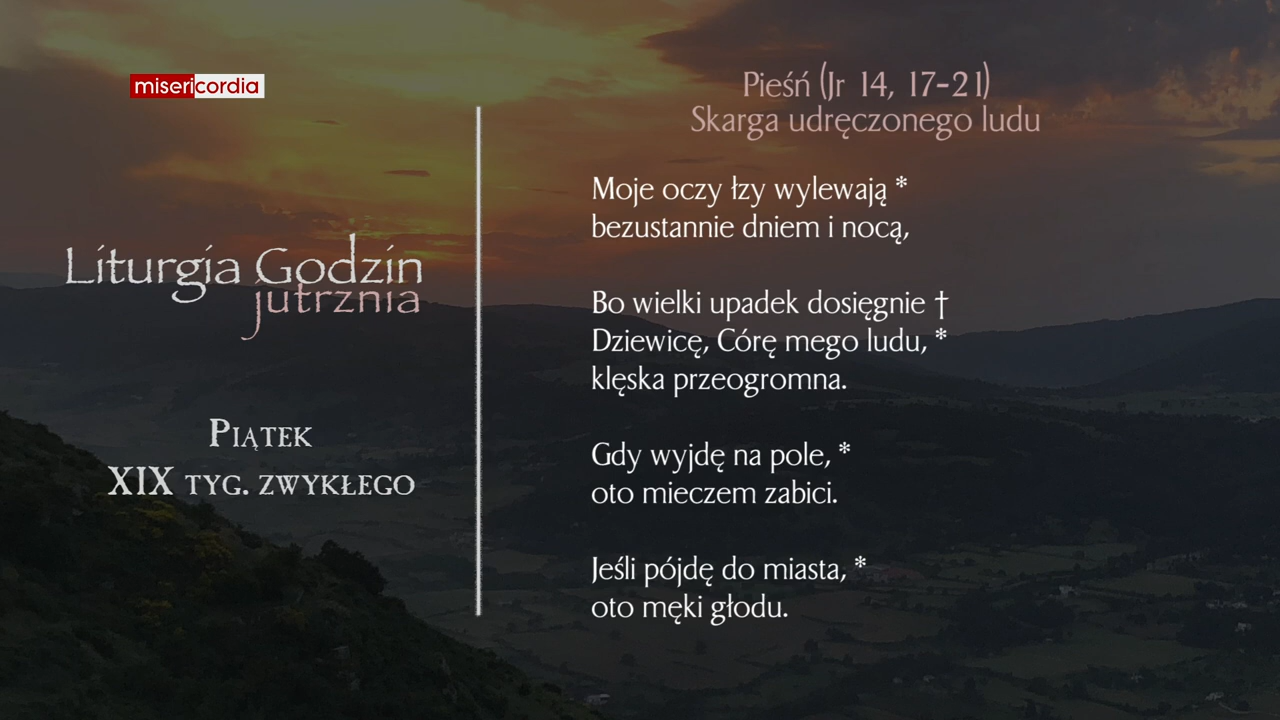 misericordia
Liturgia Godzin
jutrznia
Piątek
XIX tyg. zwykłego
Pieśń (Jr 14, 17-21)
Skarga udręczonego ludu
Moje oczy łzy wylewają *
bezustannie dniem i nocą,
Bo wielki upadek dosięgnie †
Dziewicę, Córę mego ludu, *
klęska przeogromna.
Gdy wyjdę na pole, *
oto mieczem zabici.
Jeśli pójdę do miasta, *
oto męki głodu.